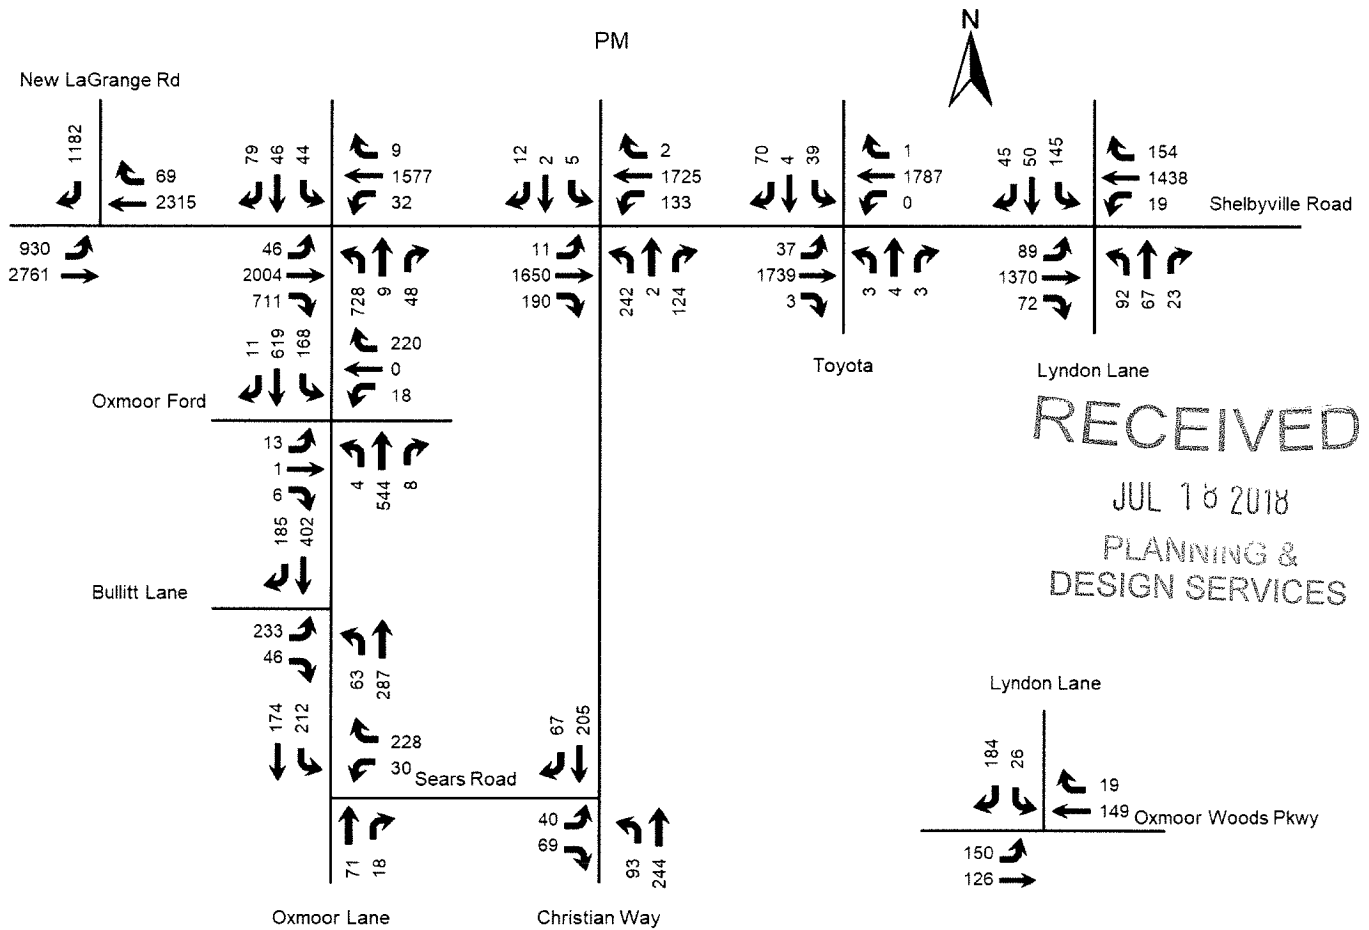 N
PM
New LaGrange Rd
1182
69
2315
930
2761
79 46 44
9
1577
32
46
2004
711
728 9 48
12 2 5
2
1725
133
11
1650
190
242 2 124
70 4 39
1
1787
0
37
1739
3
3 4 3
Toyota
45 50 145
154
1438
19
Shelbyville Road
89
1370
72
92 67 23
Lyndon Lane
RECEIVED
JUL 18 2018
PLANNING &
DESIGN SERVICES
11 619 168
220
0
18
Oxmoor Ford
13
1
6
4 544 8
185 402
Bullitt Lane
233
46
63 287
174 212
228
30
Sears Road
71 18
Oxmoor Lane
67 205
40
69
93 244
Christian Way
Lyndon Lane
184 26
19
149
Oxmoor Woods Pkwy
150
126